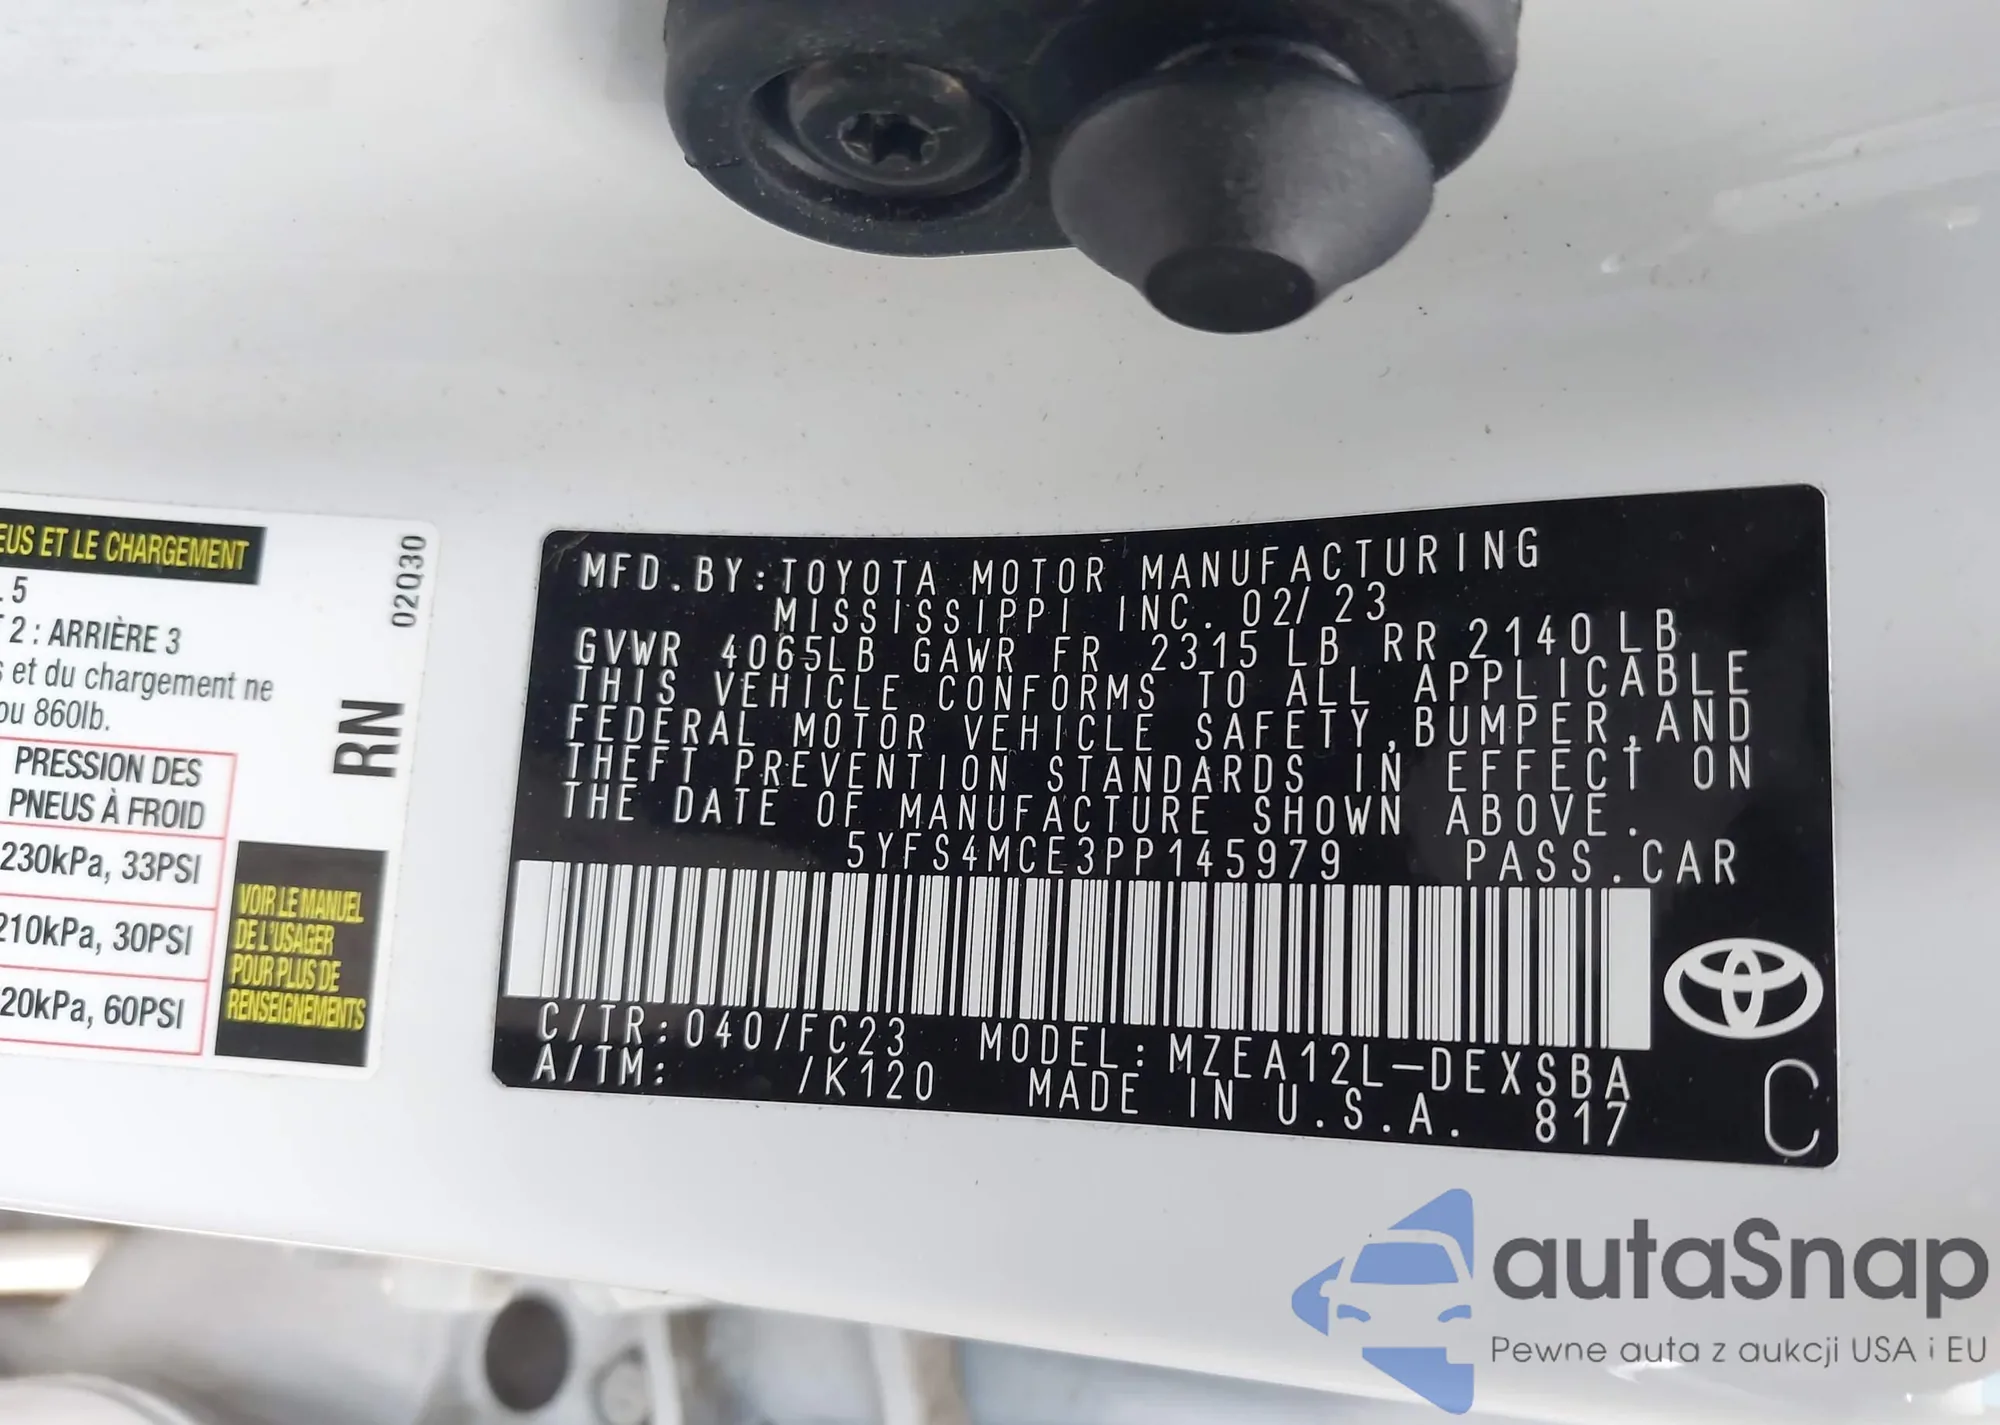 EUS ET LE CHARGEMENT
5
2 : ARRIÈRE 3
et du chargement ne
ou 860lb.
02Q30
RN
PRESSION DES
PNEUS À FROID
230kPa, 33PSI
210kPa, 30PSI
20kPa, 60PSI
VOIR LE MANUEL
DE L'USAGER
POUR PLUS DE
RENSEIGNEMENTS
MFD.BY:TOYOTA MOTOR MANUFACTURING
MISSISSIPPI INC. 02/23
GVWR 4065LB GAWR FR 2315LB RR 2140LB
THIS VEHICLE CONFORMS TO ALL APPLICABLE
FEDERAL MOTOR VEHICLE SAFETY,BUMPER,AND
THEFT PREVENTION STANDARDS IN EFFECT ON
THE DATE OF MANUFACTURE SHOWN ABOVE.
5YFS4MCE3PP145979 PASS.CAR
C/TR:040/FC23 MODEL:MZEA12L-DEXSBA
A/TM: /K120 MADE IN U.S.A. 817
C
autaSnap
Pewne auta z aukcji USA i EU